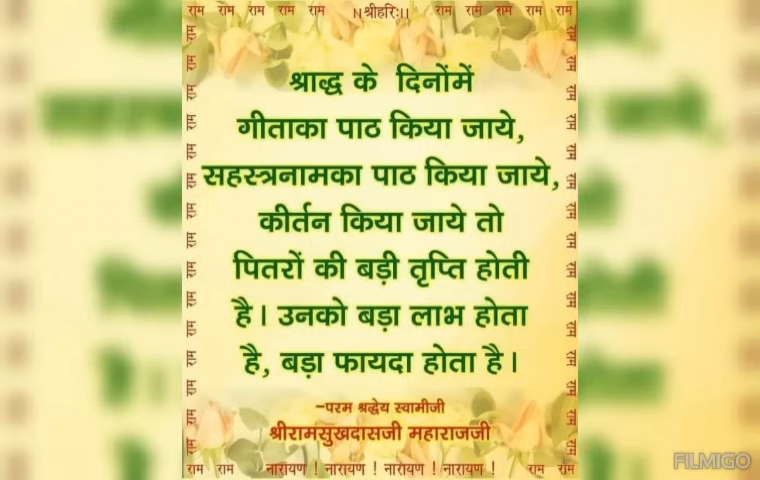 राम राम राम राम राम ।।श्रीहरि:।। राम राम राम राम राम
श्राद्ध के दिनोंमें
गीताका पाठ किया जाये,
सहस्त्रनामका पाठ किया जाये,
कीर्तन किया जाये तो
पितरों की बड़ी तृप्ति होती
है। उनको बड़ा लाभ होता
है, बड़ा फायदा होता है।
-परम श्रद्धेय स्वामीजी
श्रीरामसुखदासजी महाराजजी
राम राम नारायण ! नारायण ! नारायण ! नारायण ! राम राम
FILMIGO